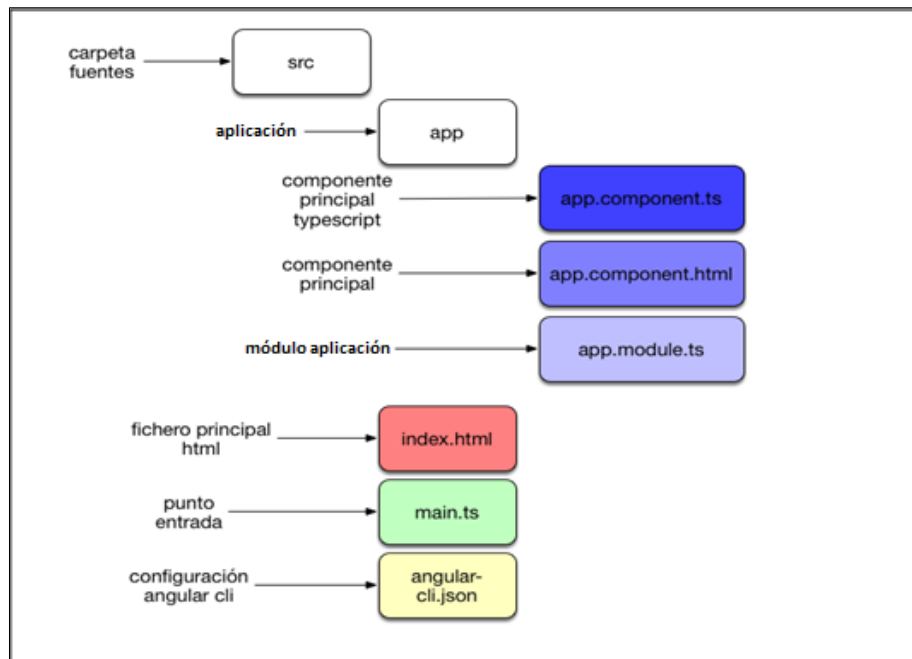 carpeta
fuentes
src
aplicación
app
componente
principal
typescript
app.component.ts
componente
principal
app.component.html
módulo aplicación
app.module.ts
fichero principal
html
index.html
punto
entrada
main.ts
configuración
angular cli
angular-
cli.json